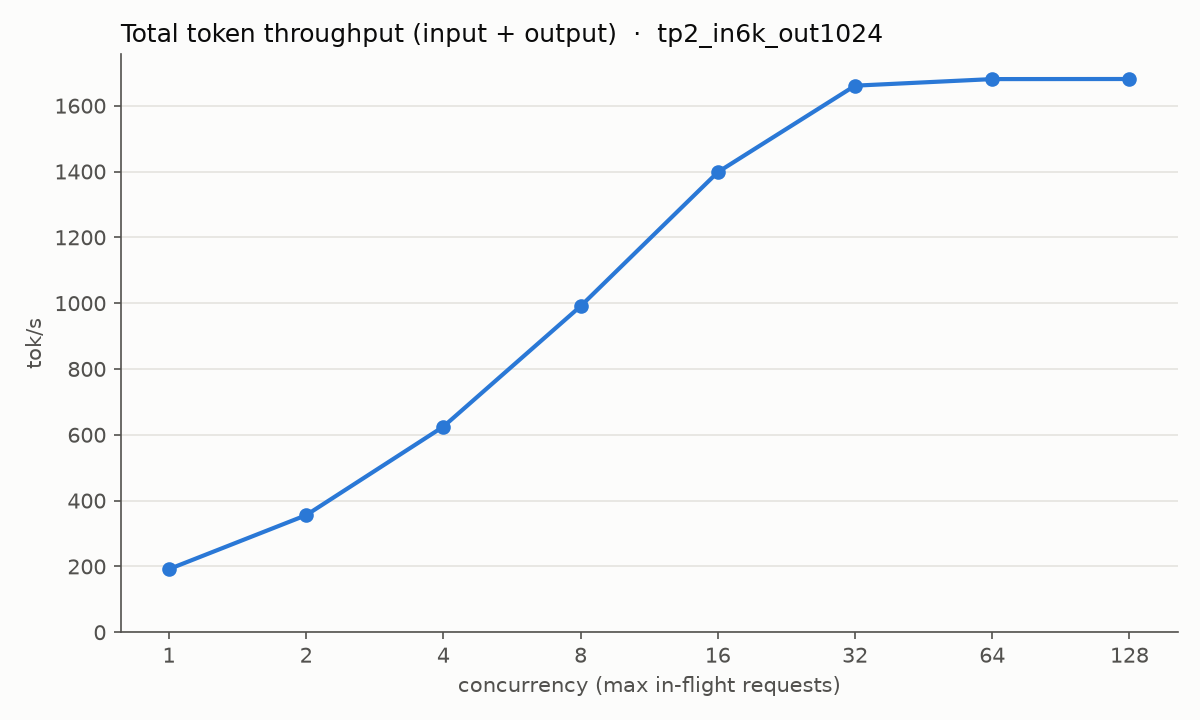 Total token throughput (input + output)  ·  tp2_in6k_out1024
1600
1400
1200
1000
800
600
400
200
0
tok/s
1 2 4 8 16 32 64 128
concurrency (max in-flight requests)